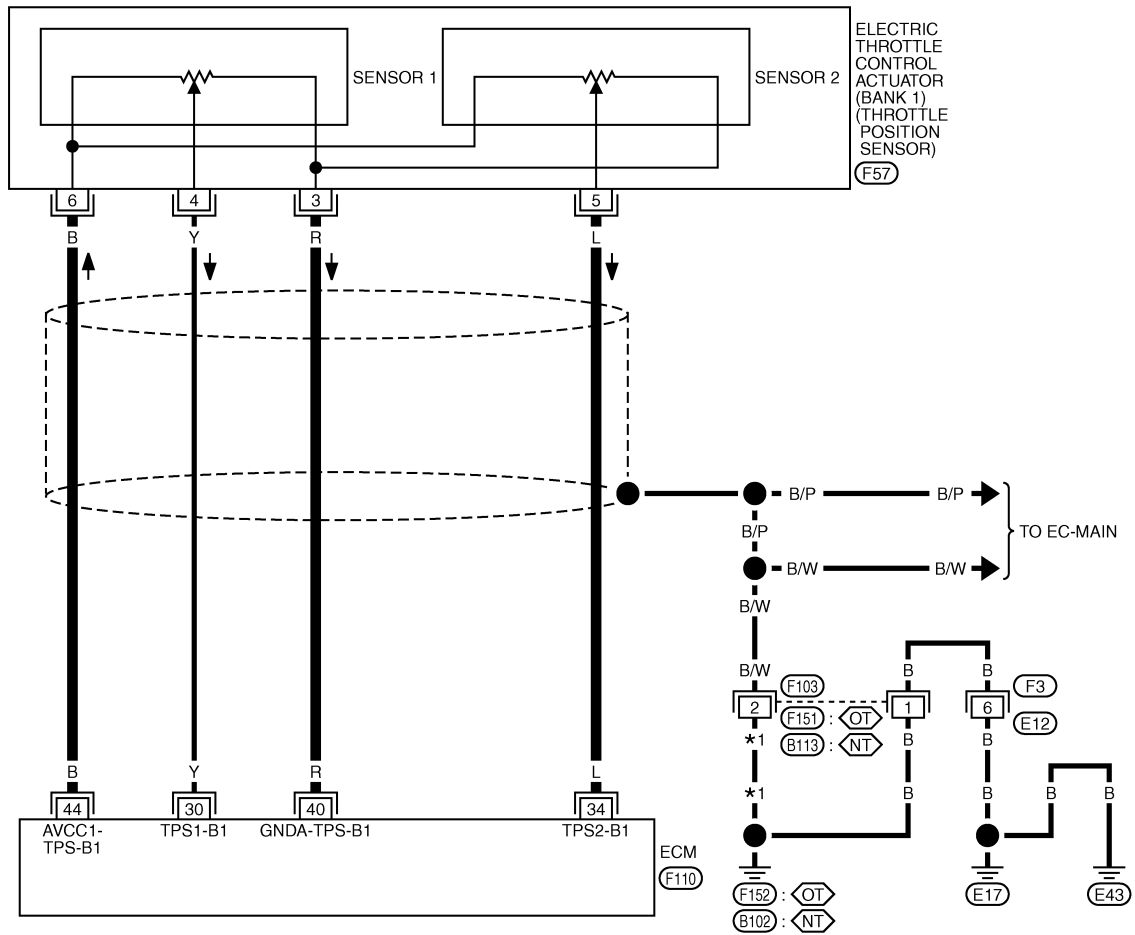 ELECTRIC
THROTTLE
CONTROL
ACTUATOR
(BANK 1)
(THROTTLE
POSITION
SENSOR)
F57
SENSOR 1
SENSOR 2
6 4 3 5
B Y R L
B/P B/P
TO EC-MAIN
B/P
B/W B/W
B/W
B/W B B
F103 F3
2 1 6
F151 : OT
E12
B113 : NT
*1 B B
B Y R L
*1 B B B B
44 30 40 34
AVCC1-
TPS-B1
TPS1-B1
GNDA-TPS-B1
TPS2-B1
ECM
F110
F152 : OT
B102 : NT
E17
E43